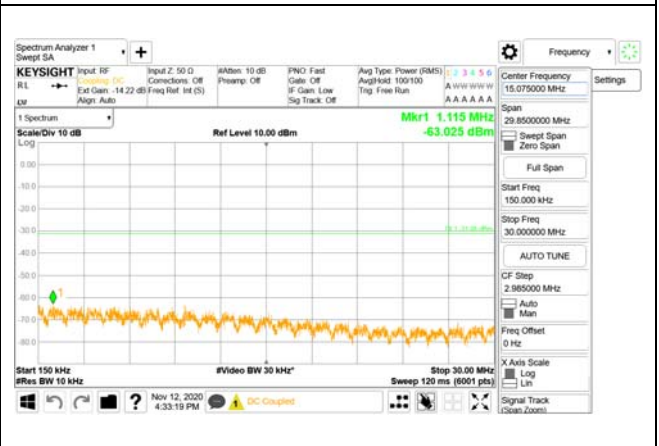 Spectrum Analyzer 1
Swept SA
Frequency
KEYSIGHT
RL
Input: RF
Coupling: DC
Ext Gain: -14.22 dB
Align: Auto
Input Z: 50 Ω
Corrections: Off
Freq Ref: Int (S)
#Atten: 10 dB
Preamp: Off
PNO: Fast
Gate: Off
IF Gain: Low
Sig Track: Off
Avg Type: Power (RMS)
Avg|Hold: 100/100
Trig: Free Run
1 2 3 4 5 6
A W W W W W
A A A A A A
Center Frequency
15.075000 MHz
Settings
Span
29.8500000 MHz
Swept Span
Zero Span
Full Span
Start Freq
150.000 kHz
Stop Freq
30.000000 MHz
AUTO TUNE
CF Step
2.985000 MHz
Auto
Man
Freq Offset
0 Hz
X Axis Scale
Log
Lin
Signal Track
(Span Zoom)
1 Spectrum
Scale/Div 10 dB
Ref Level 10.00 dBm
Mkr1 1.115 MHz
-63.025 dBm
Log
0.00
-10.0
-20.0
-30.0
-40.0
-50.0
-60.0
-70.0
-80.0
1
Start 150 kHz
#Video BW 30 kHz*
Stop 30.00 MHz
#Res BW 10 kHz
Sweep 120 ms (6001 pts)
?
Nov 12, 2020
4:33:19 PM
1
DC Coupled